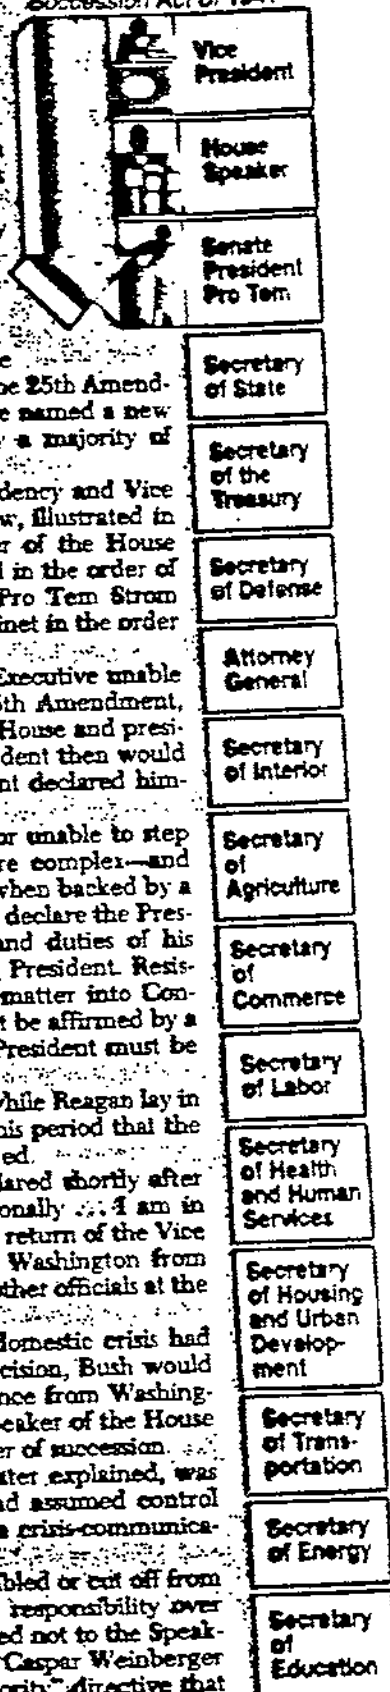 Succession Act of 194
Vice
President
House
Speaker
Senate
President
Pro Tem
Secretary
of State
Secretary
of the
Treasury
Secretary
of Defense
Attorney
General
Secretary
of Interior
Secretary
of
Agriculture
Secretary
of
Commerce
Secretary
of Labor
Secretary
of Health
and Human
Services
Secretary
of Housing
and Urban
Develop-
ment
Secretary
of Trans-
portation
Secretary
of Energy
Secretary
of
Education
e
he 25th Amend-
e named a new
a majority of
dency and Vice
w, illustrated in
r of the House
in the order of
Pro Tem Strom
inet in the order
Executive unable
5th Amendment,
House and presi-
dent then would
nt declared him-
or unable to step
re complex—and
when backed by a
declare the Pres-
and duties of his
President. Resis-
matter into Con-
t be affirmed by a
President must be
While Reagan lay in
his period that the
ed.
lared shortly after
onally ... I am in
return of the Vice
Washington from
other officials at the
domestic crisis had
cision, Bush would
nce from Washing-
peaker of the House
er of succession.
ater explained, was
nd assumed control
a crisis-communica-
bled or cut off from
responsibility over
ed not to the Speak-
Caspar Weinberger
ority" directive that